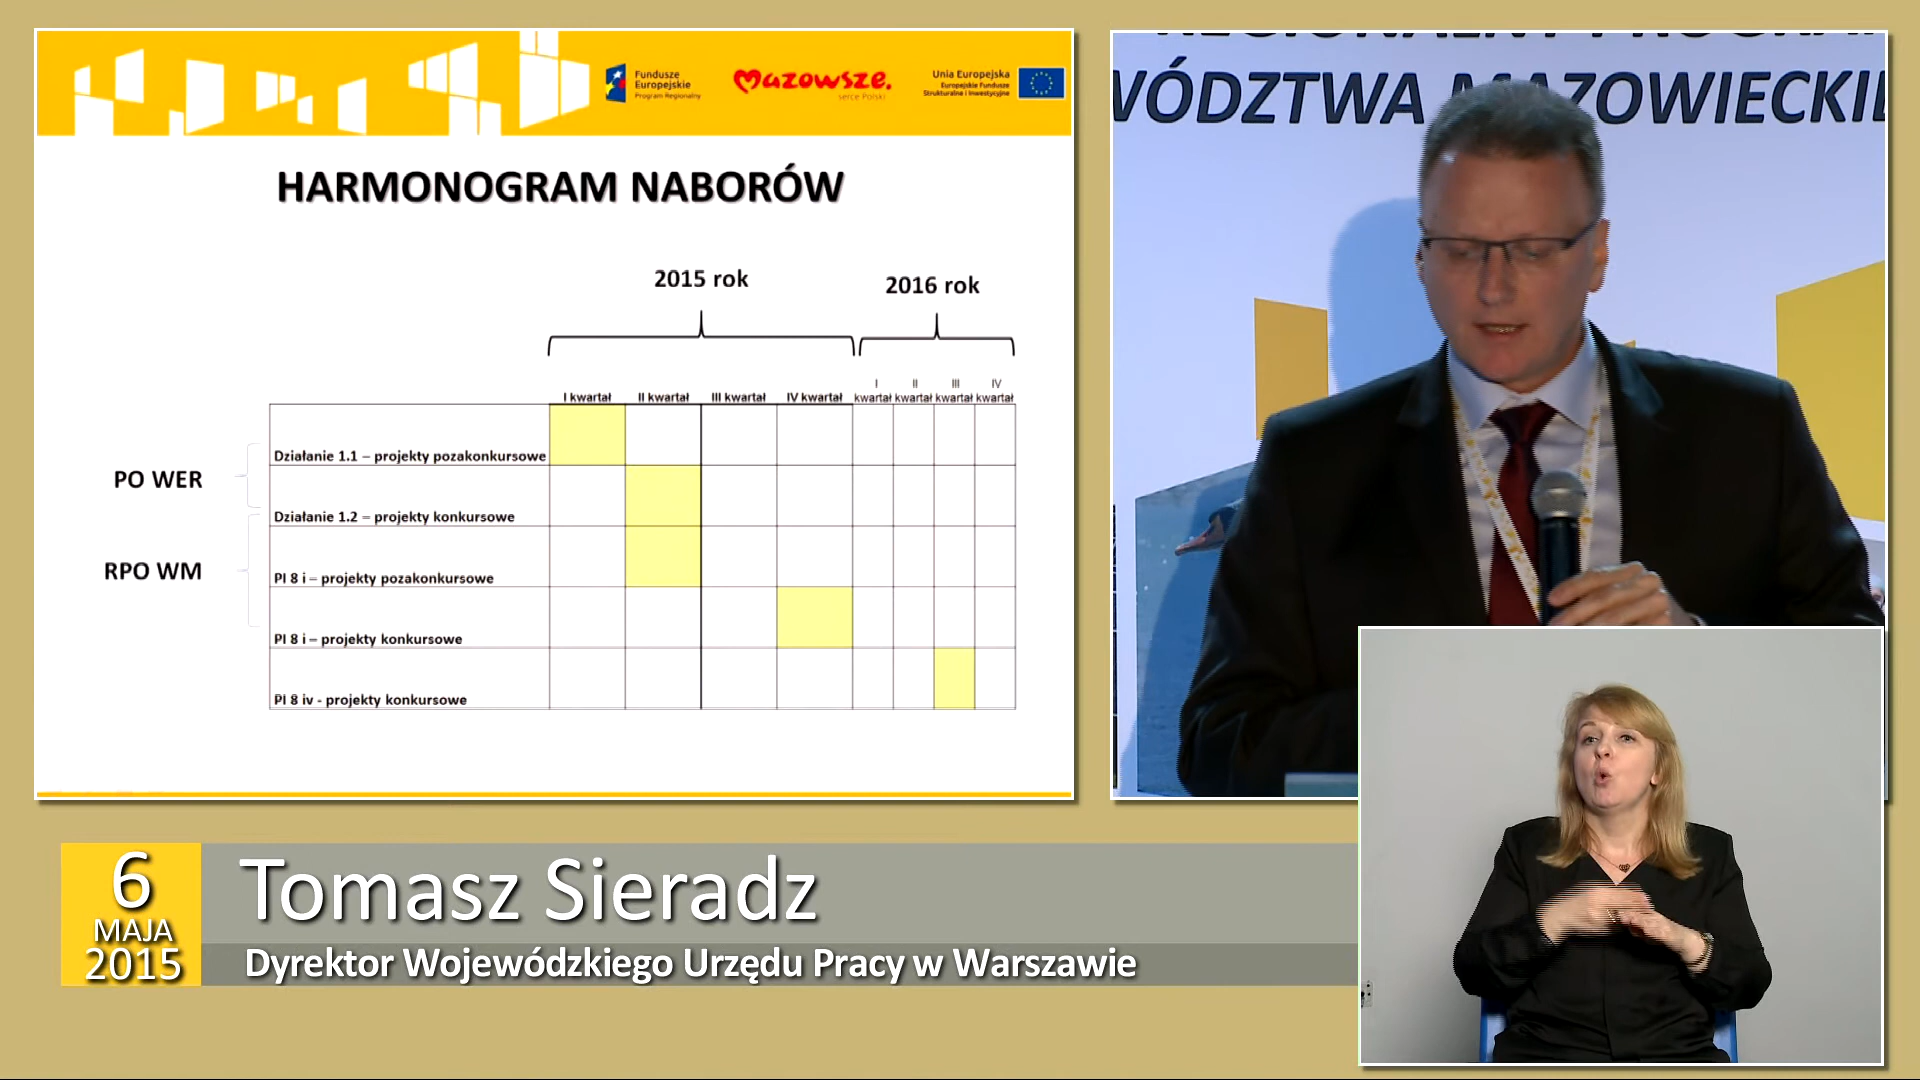 Fundusze
Europejskie
Program Regionalny
Mazowsze.
serce Polski
Unia Europejska
Europejskie Fundusze
Strukturalne i Inwestycyjne
HARMONOGRAM NABORÓW
2015 rok
2016 rok
I kwartał II kwartał III kwartał IV kwartał I kwartał II kwartał III kwartał IV kwartał
Działanie 1.1 – projekty pozakonkursowe
PO WER
Działanie 1.2 – projekty konkursowe
RPO WM
PI 8 i – projekty pozakonkursowe
PI 8 i – projekty konkursowe
PI 8 iv - projekty konkursowe
WÓDZTWA MAZOWIECKIE
6
MAJA
2015
Tomasz Sieradz
Dyrektor Wojewódzkiego Urzędu Pracy w Warszawie